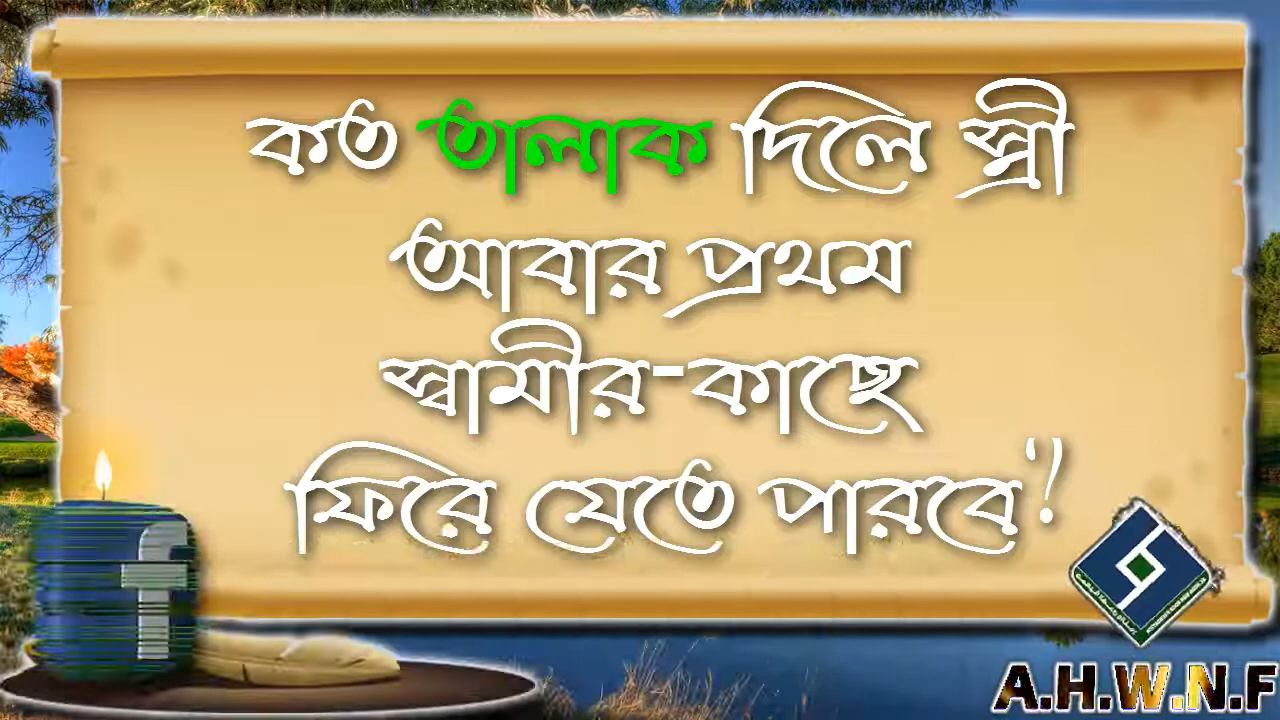 কত তালাক দিলে স্ত্রী
আবার প্রথম
স্বামীর-কাছে
ফিরে যেতে পারবে?
f
A.H.W.N.F